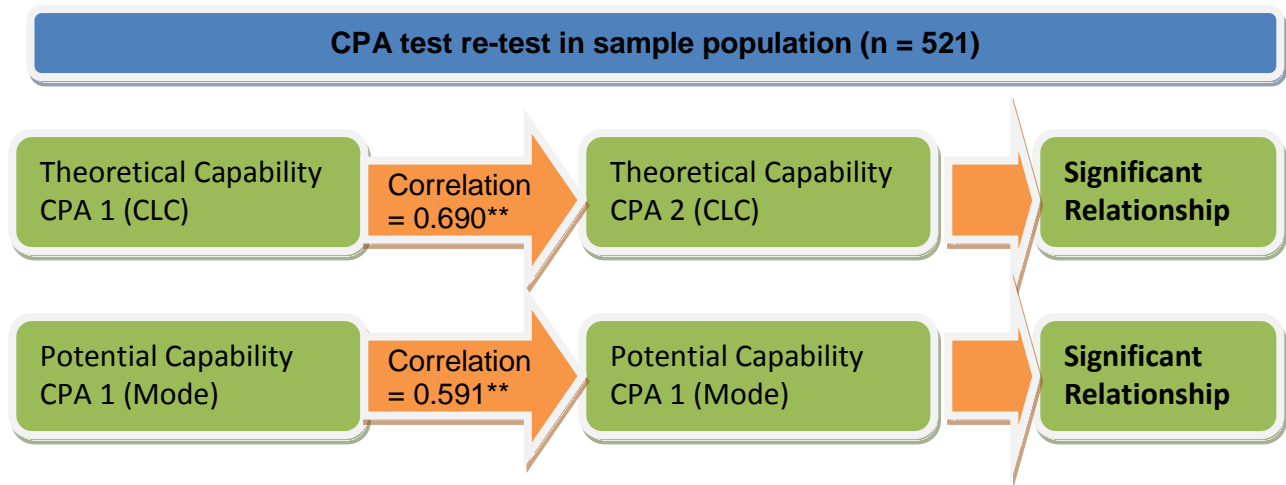 CPA test re-test in sample population (n = 521)
Theoretical Capability
CPA 1 (CLC)
Correlation
= 0.690**
Theoretical Capability
CPA 2 (CLC)
Significant
Relationship
Potential Capability
CPA 1 (Mode)
Correlation
= 0.591**
Potential Capability
CPA 1 (Mode)
Significant
Relationship